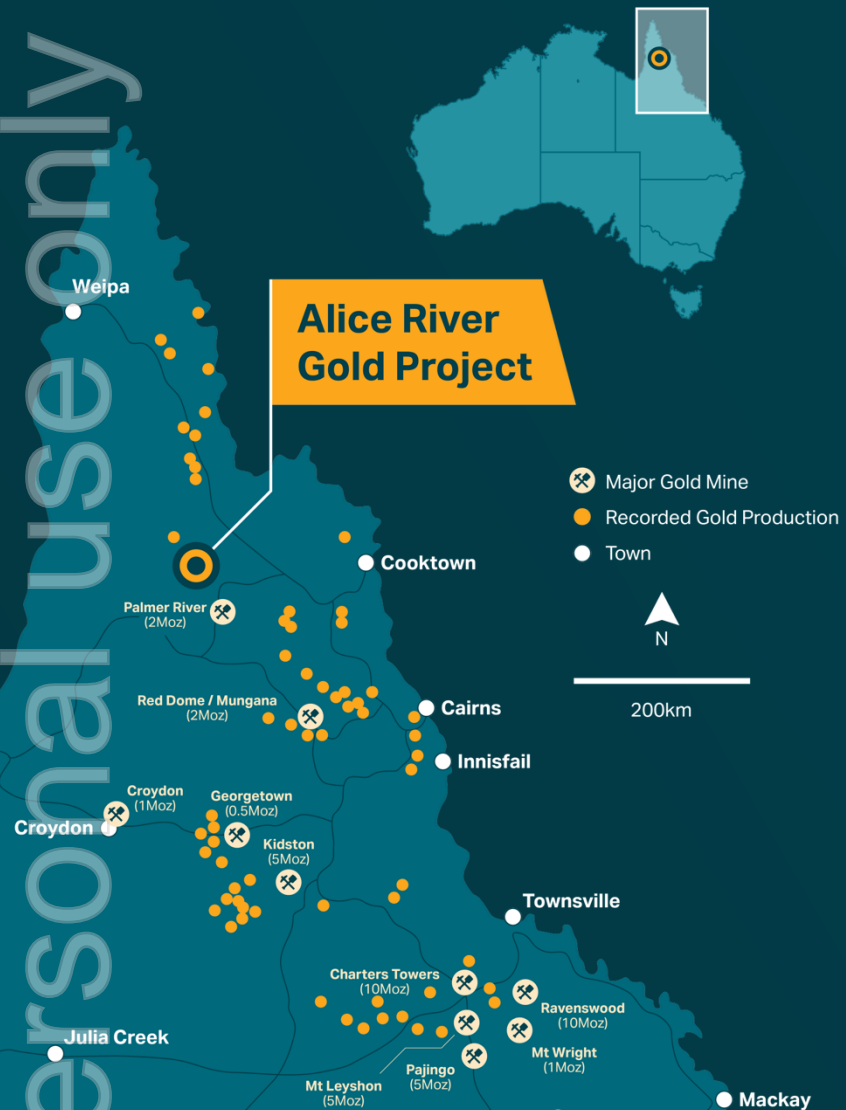 ersonal use only
Weipa
Alice River
Gold Project
Major Gold Mine
Recorded Gold Production
Town
N
200km
Cooktown
Palmer River
(2Moz)
Red Dome / Mungana
(2Moz)
Cairns
Innisfail
Croydon
(1Moz)
Croydon
Georgetown
(0.5Moz)
Kidston
(5Moz)
Townsville
Charters Towers
(10Moz)
Ravenswood
(10Moz)
Julia Creek
Mt Wright
(1Moz)
Pajingo
(5Moz)
Mt Leyshon
(5Moz)
Mackay